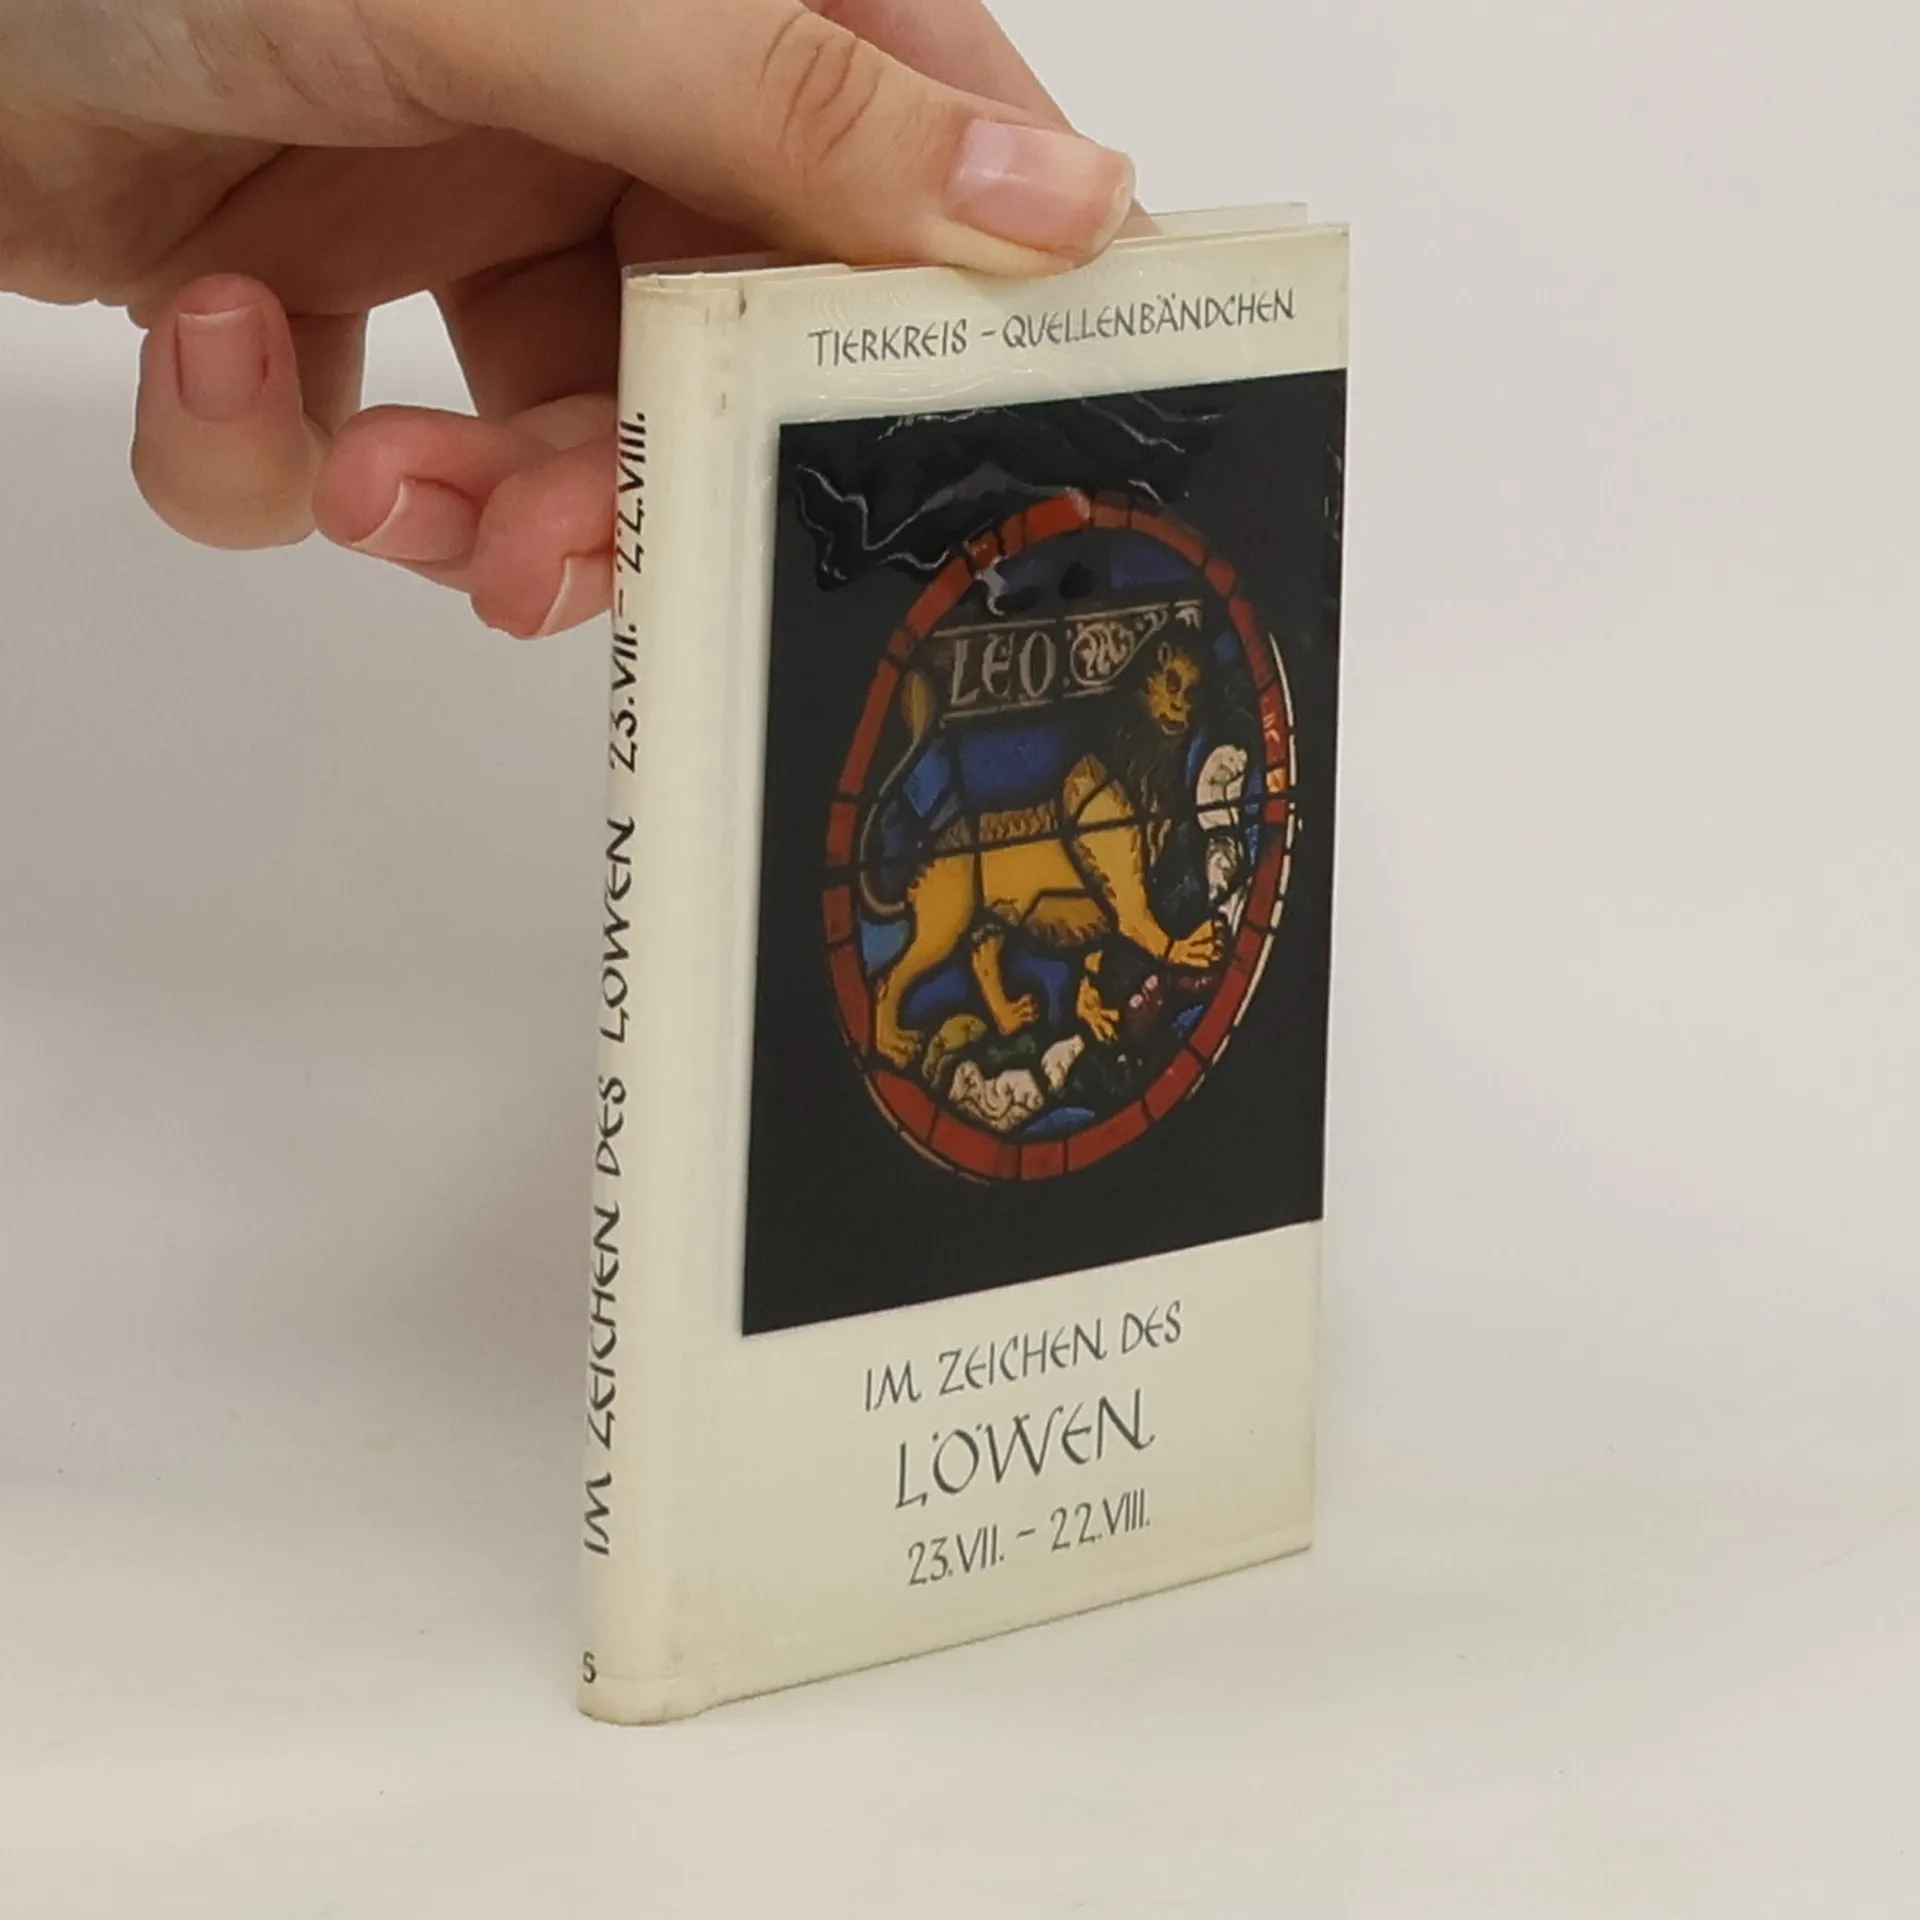 TIERKREIS - QUELLENBÄNDCHEN
LEO
IM ZEICHEN DES
LÖWEN
23.VII. - 22.VIII.
IM ZEICHEN DES LÖWEN 23.VII. - 22.VIII.
5